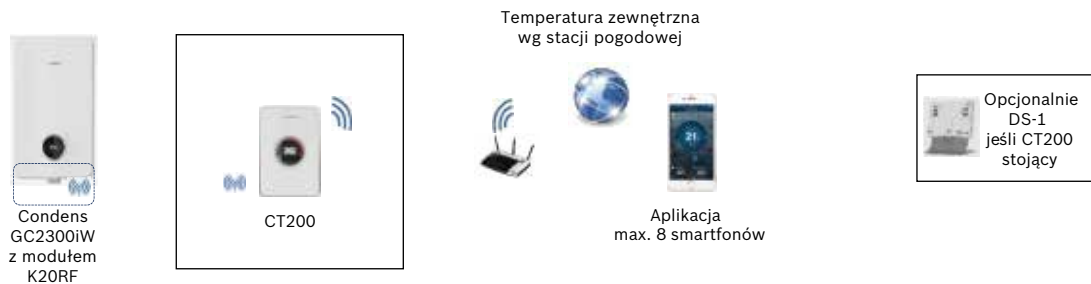 Temperatura zewnętrzna
wg stacji pogodowej
Condens
GC2300iW
z modułem
K20RF
CT200
21
Aplikacja
max. 8 smartfonów
Opcjonalnie
DS-1
jeśli CT200
stojący